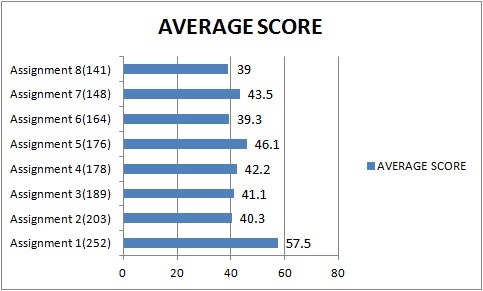 AVERAGE SCORE
Assignment 8(141) 39
Assignment 7(148) 43.5
Assignment 6(164) 39.3
Assignment 5(176) 46.1
Assignment 4(178) 42.2
Assignment 3(189) 41.1
Assignment 2(203) 40.3
Assignment 1(252) 57.5
0 20 40 60 80
AVERAGE SCORE